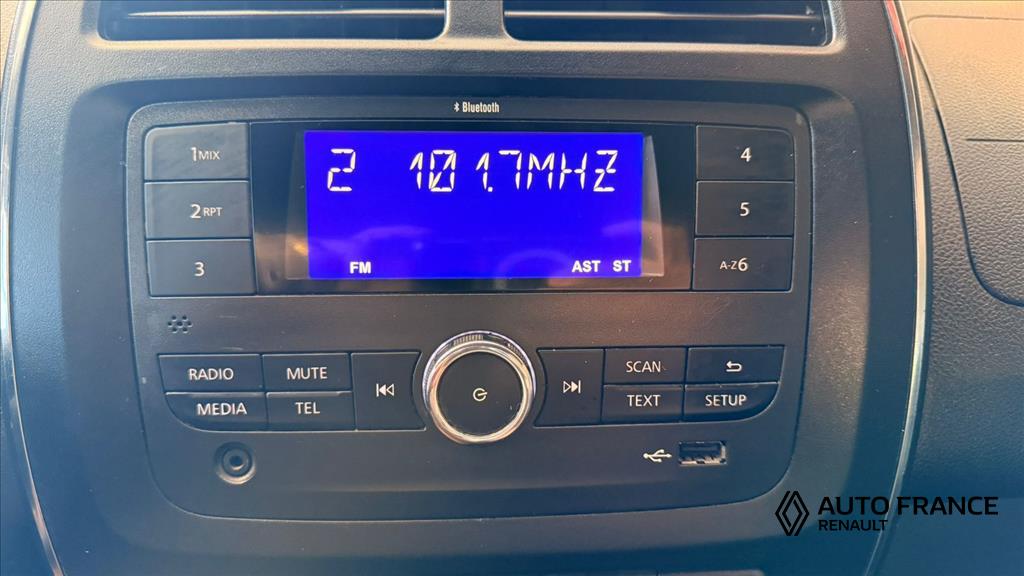 Bluetooth
1MIX
2 101.7MHZ
4
2RPT
5
3
FM AST ST
A-Z6
RADIO MUTE SCAN
MEDIA TEL TEXT SETUP
AUTO FRANCE
RENAULT